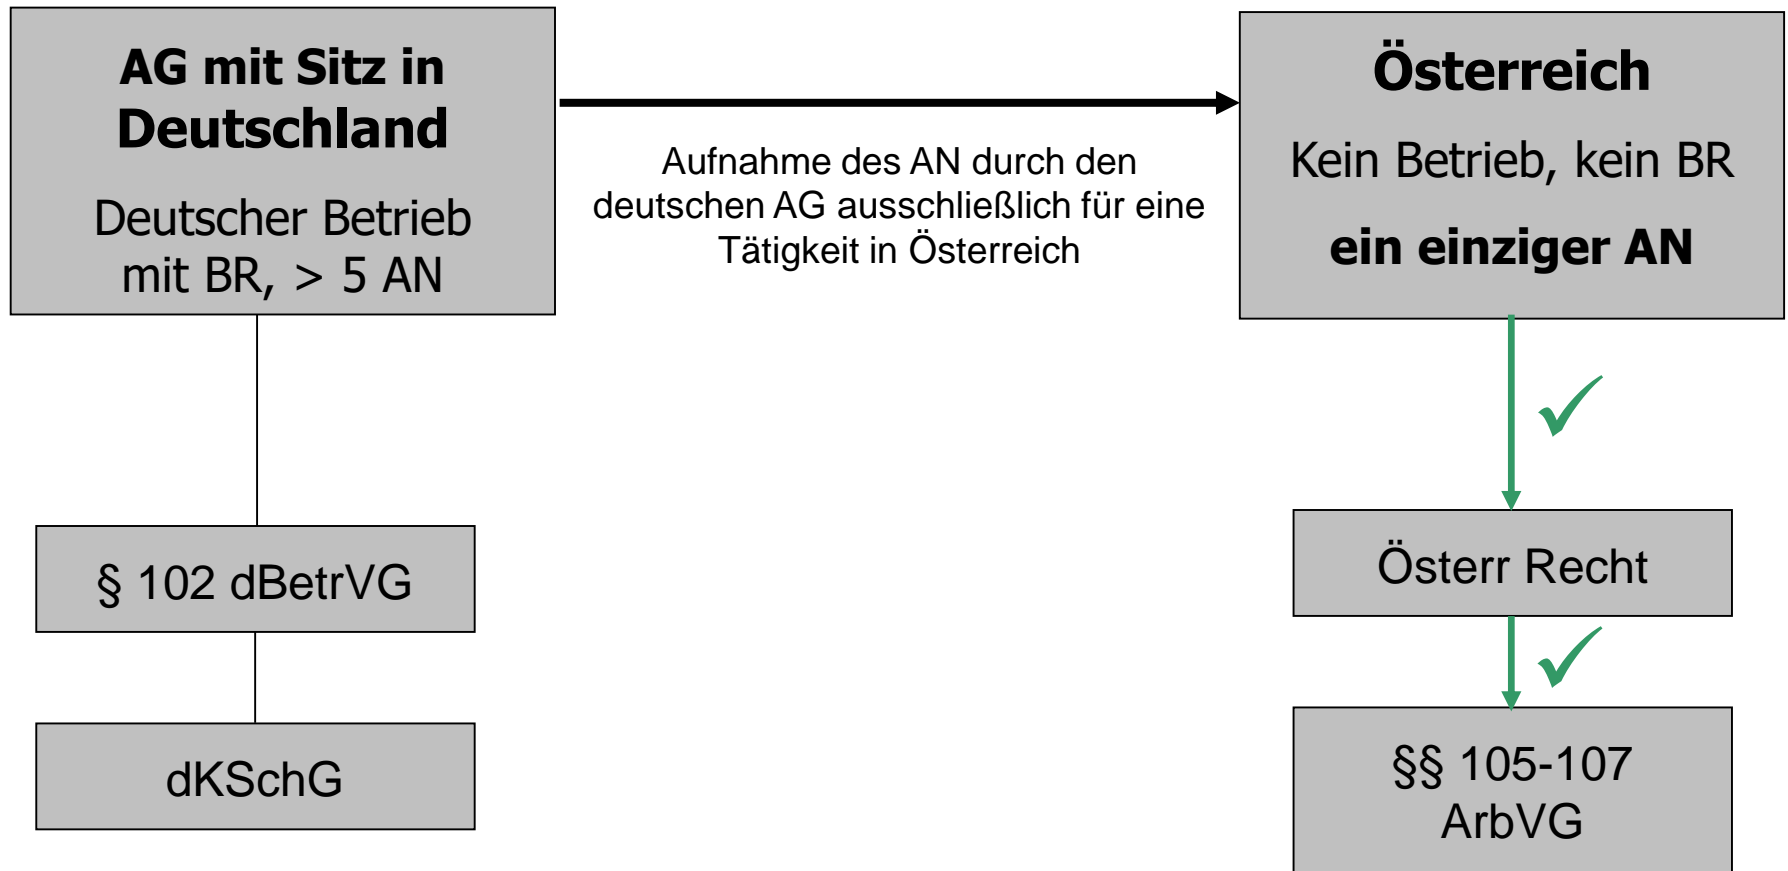 AG mit Sitz in
Deutschland
Deutscher Betrieb
mit BR, > 5 AN
Aufnahme des AN durch den
deutschen AG ausschließlich für eine
Tätigkeit in Österreich
Österreich
Kein Betrieb, kein BR
ein einziger AN
§ 102 dBetrVG
dKSchG
Österr Recht
§§ 105-107
ArbVG